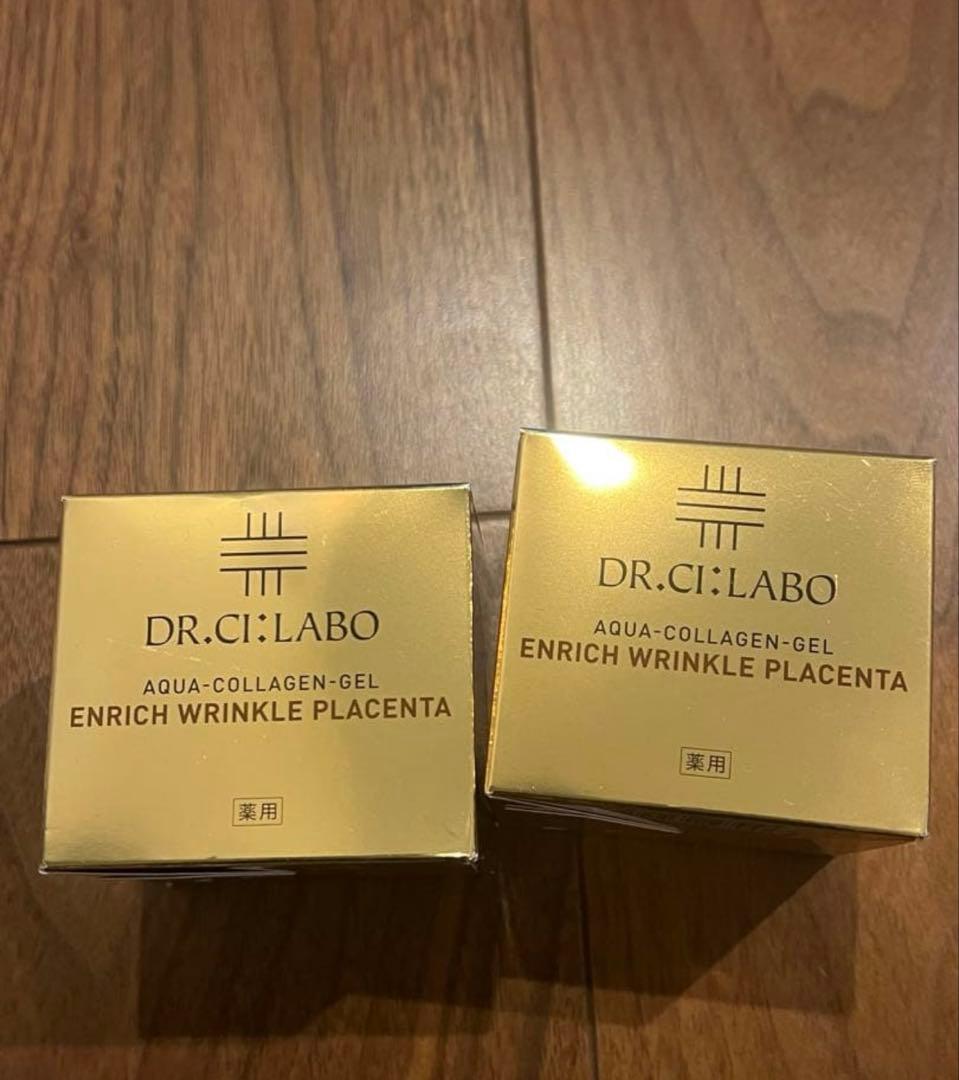 DR.CI:LABO
AQUA-COLLAGEN-GEL
ENRICH WRINKLE PLACENTA
薬用
DR.CI:LABO
AQUA-COLLAGEN-GEL
ENRICH WRINKLE PLACENTA
薬用